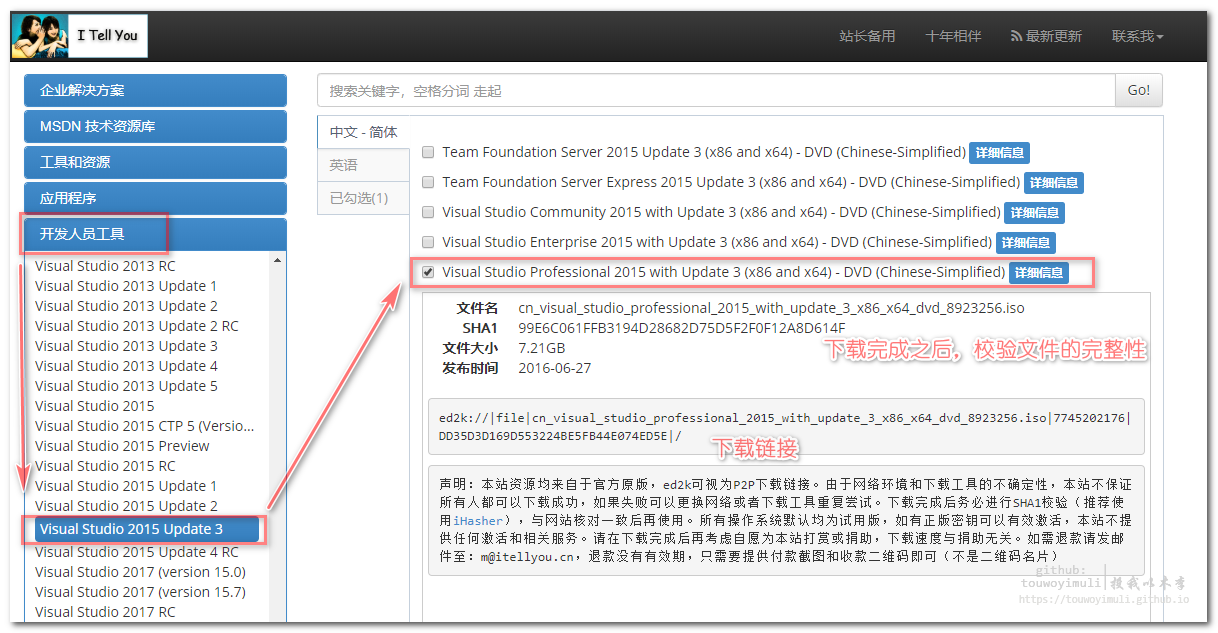 I Tell You
站长备用 十年相伴 最新更新 联系我
企业解决方案
MSDN 技术资源库
工具和资源
应用程序
开发人员工具
Visual Studio 2013 RC
Visual Studio 2013 Update 1
Visual Studio 2013 Update 2
Visual Studio 2013 Update 2 RC
Visual Studio 2013 Update 3
Visual Studio 2013 Update 4
Visual Studio 2013 Update 5
Visual Studio 2015
Visual Studio 2015 CTP 5 (Versio...
Visual Studio 2015 Preview
Visual Studio 2015 RC
Visual Studio 2015 Update 1
Visual Studio 2015 Update 2
Visual Studio 2015 Update 3
Visual Studio 2015 Update 4 RC
Visual Studio 2017 (version 15.0)
Visual Studio 2017 (version 15.7)
Visual Studio 2017 RC
搜索关键字，空格分词 走起 Go!
中文 - 简体
英语
已勾选(1)
Team Foundation Server 2015 Update 3 (x86 and x64) - DVD (Chinese-Simplified) 详细信息
Team Foundation Server Express 2015 Update 3 (x86 and x64) - DVD (Chinese-Simplified) 详细信息
Visual Studio Community 2015 with Update 3 (x86 and x64) - DVD (Chinese-Simplified) 详细信息
Visual Studio Enterprise 2015 with Update 3 (x86 and x64) - DVD (Chinese-Simplified) 详细信息
Visual Studio Professional 2015 with Update 3 (x86 and x64) - DVD (Chinese-Simplified) 详细信息
文件名 cn_visual_studio_professional_2015_with_update_3_x86_x64_dvd_8923256.iso
SHA1 99E6C061FFB3194D28682D75D5F2F0F12A8D614F
文件大小 7.21GB
发布时间 2016-06-27
下载完成之后，校验文件的完整性
ed2k://|file|cn_visual_studio_professional_2015_with_update_3_x86_x64_dvd_8923256.iso|7745202176|
DD35D3D169D553224BE5FB44E074ED5E|/
下载链接
声明：本站资源均来自于官方原版，ed2k可视为P2P下载链接。由于网络环境和下载工具的不确定性，本站不保证
所有人都可以下载成功，如果失败可以更换网络或者下载工具重复尝试。下载完成后务必进行SHA1校验（推荐使
用iHasher），与网站核对一致后再使用。所有操作系统默认均为试用版，如有正版密钥可以有效激活，本站不提
供任何激活和相关服务。请在下载完成后再考虑自愿为本站打赏或捐助，下载速度与捐助无关。如需退款请发邮
件至：m@itellyou.cn，退款没有有效期，只需要提供付款截图和收款二维码即可（不是二维码名片）
github:
touwoyimuli 投我以木李
https://touwoyimuli.github.io